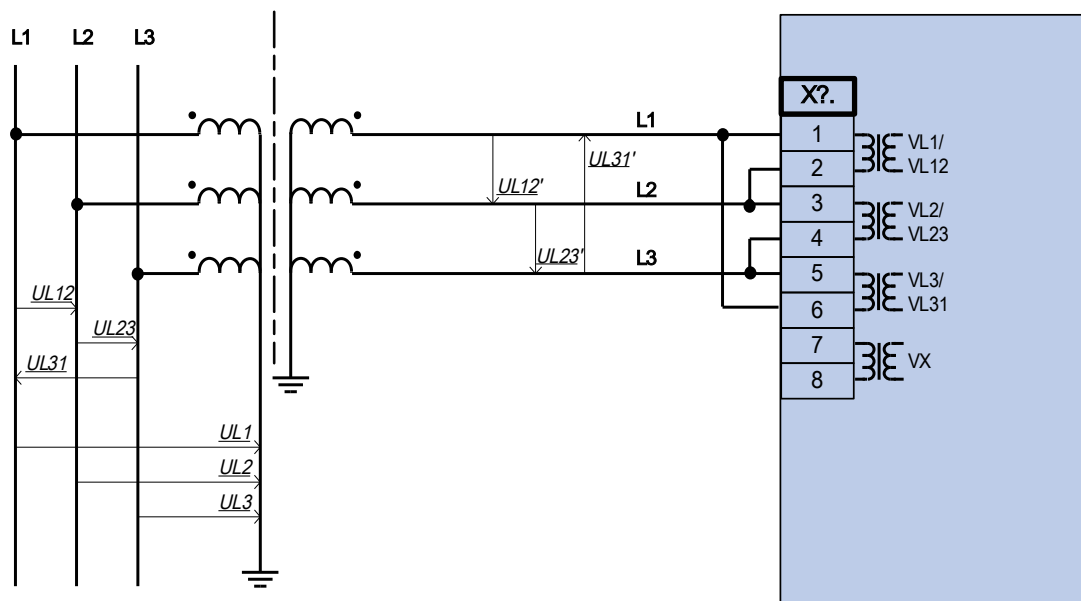 L1 L2 L3
X?.
L1
1
VL1/
UL31'
2
VL12
UL12'
L2
3
VL2/
4
VL23
UL23'
L3
5
VL3/
UL12
6
VL31
UL23
7
UL31
VX
8
UL1
UL2
UL3